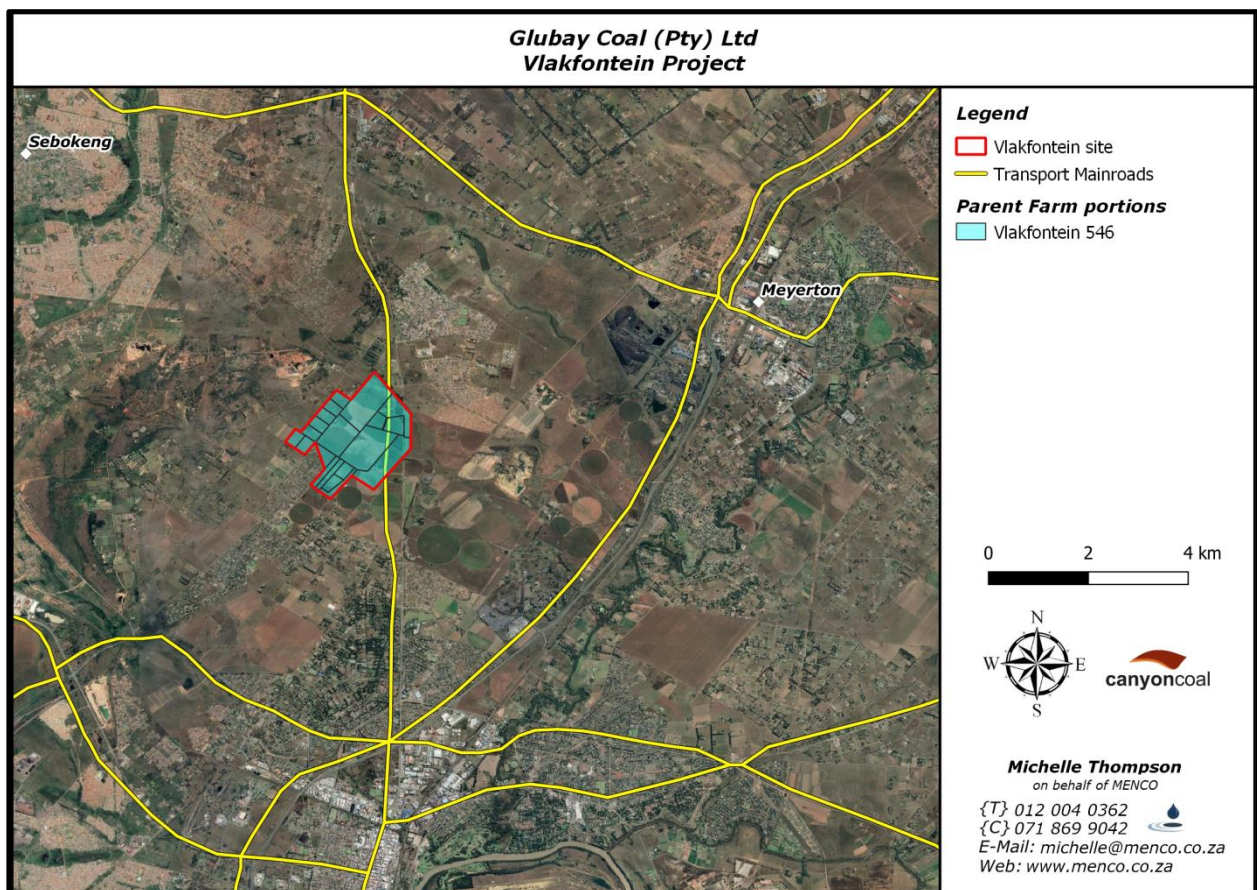 Glubay Coal (Pty) Ltd
Vlakfontein Project
Sebokeng
Meyerton
Legend
Vlakfontein site
Transport Mainroads
Parent Farm portions
Vlakfontein 546
0 2 4 km
N
W E
S
canyoncoal
Michelle Thompson
on behalf of MENCO
{T} 012 004 0362
{C} 071 869 9042
E-Mail: michelle@menco.co.za
Web: www.menco.co.za